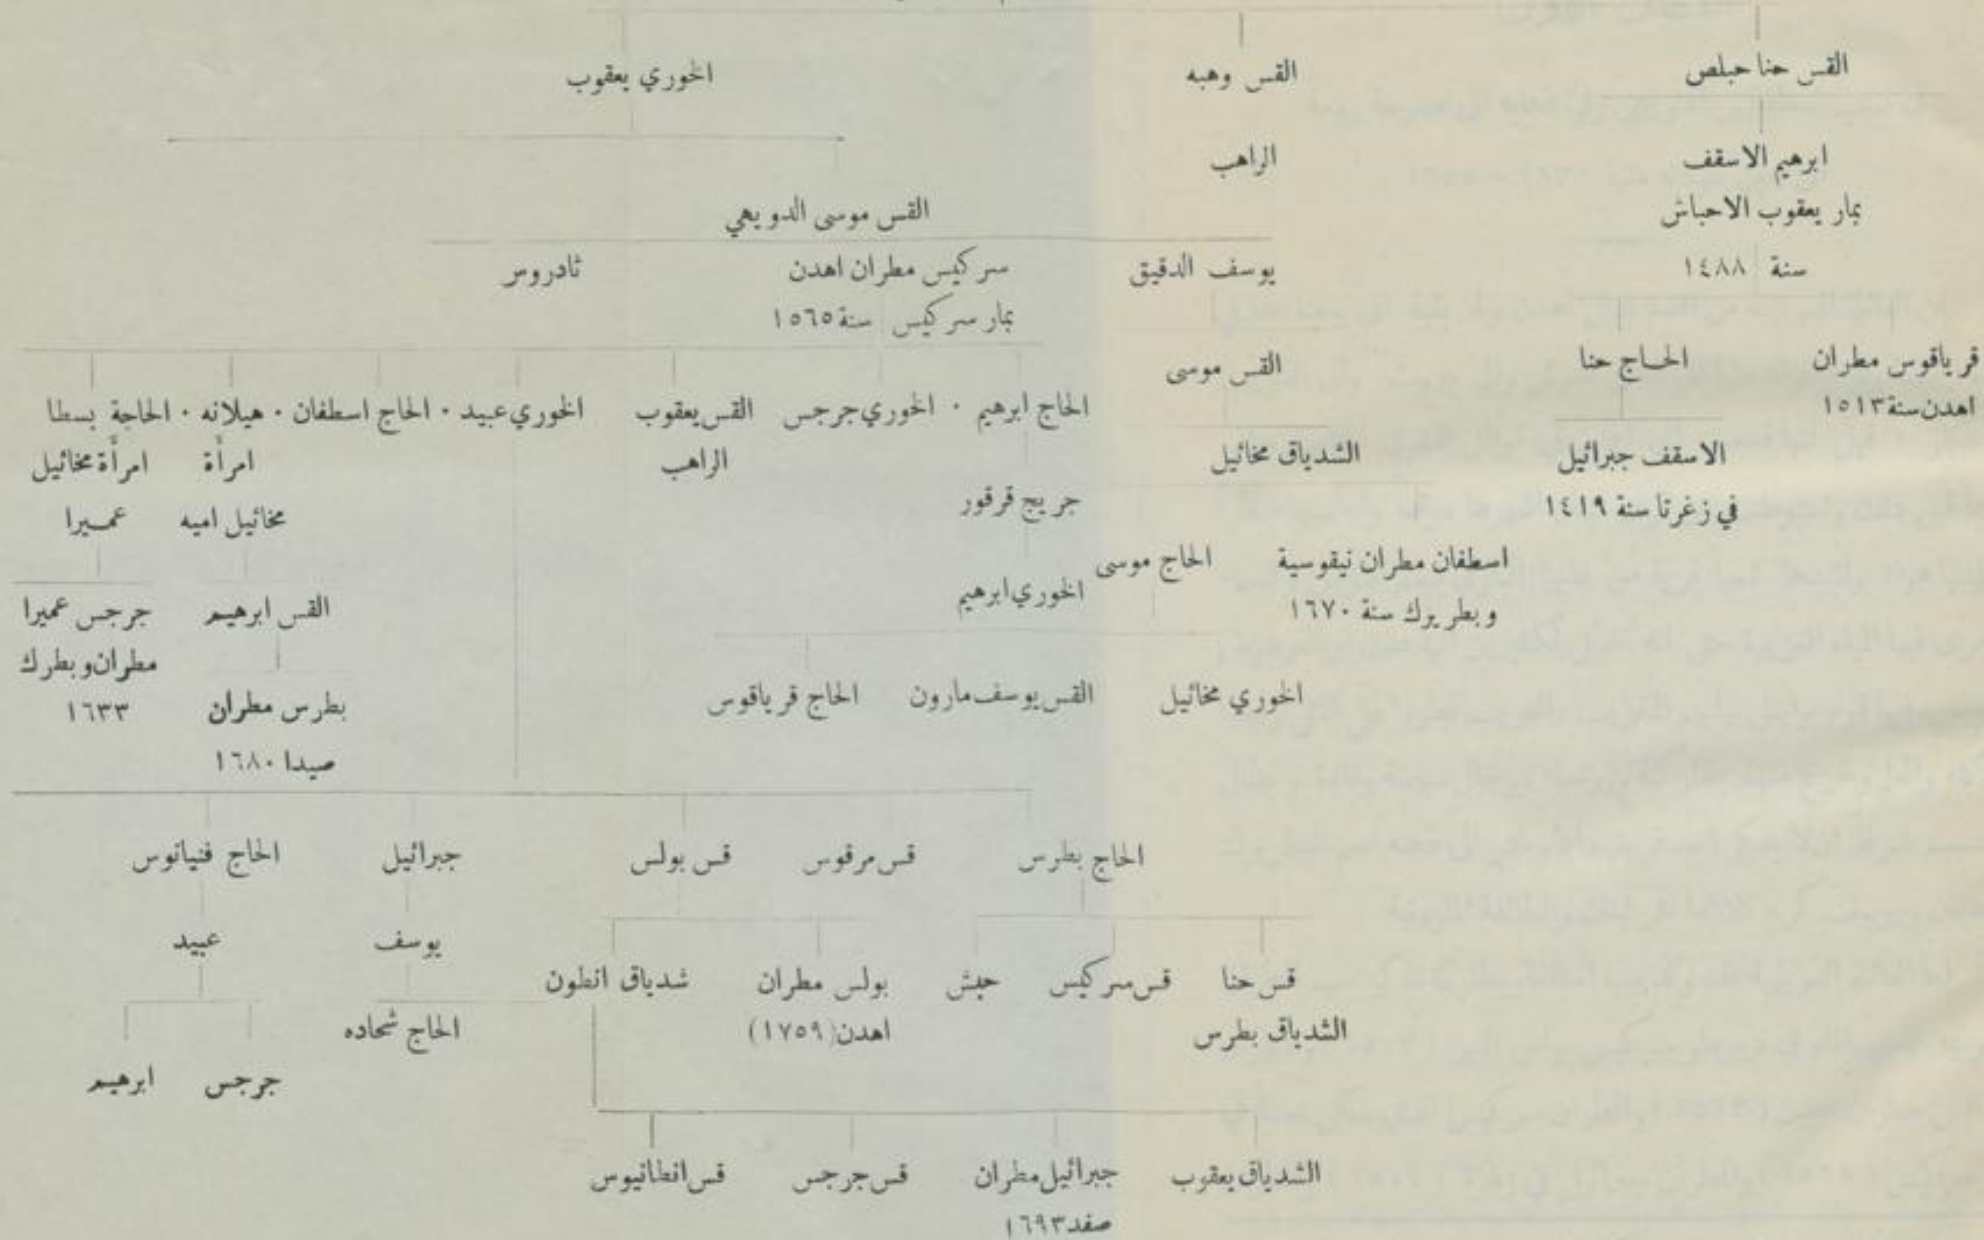 الخوري يعقوب
القس وهبه
القس حنا حبلص
الراهب
ابرهيم الاسقف
بمار يعقوب الاحباش
سنة ١٤٨٨
القس موسى الدويهي
يوسف الدقيق
سركيس مطران اهدن
بمار سركيس سنة ١٥٦٥
ثادروس
قرياقوس مطران
اهدن سنة ١٥١٣
الحاج حنا
القس موسى
الاسقف جبرائيل
في زغرتا سنة ١٤١٩
الشدياق مخائيل
الحاج ابرهيم · الخوري جرجس
القس يعقوب
الراهب
الخوري عبيد · الحاج اسطفان · هيلانه · الحاجة بسطا
امرأة
مخائيل اميه
امرأة مخائيل
عميرا
جريج قرقور
اسطفان مطران نيقوسية
وبطريرك سنة ١٦٧٠
الحاج موسى
الخوري ابرهيم
القس ابرهيم
جرجس عميرا
مطران وبطرك
١٦٣٣
بطرس مطران
صيدا ١٦٨٠
الخوري مخائيل
القس يوسف مارون
الحاج قرياقوس
الحاج بطرس
قس مرقوس
قس بولس
جبرائيل
الحاج فنيانوس
يوسف
عبيد
قس حنا
قس سركيس
حبش
بولس مطران
اهدن (١٧٥٩)
شدياق انطون
الشدياق بطرس
الحاج شحاده
جرجس
ابرهيم
الشدياق يعقوب
جبرائيل مطران
صفد ١٦٩٣
قس جرجس
قس انطانيوس